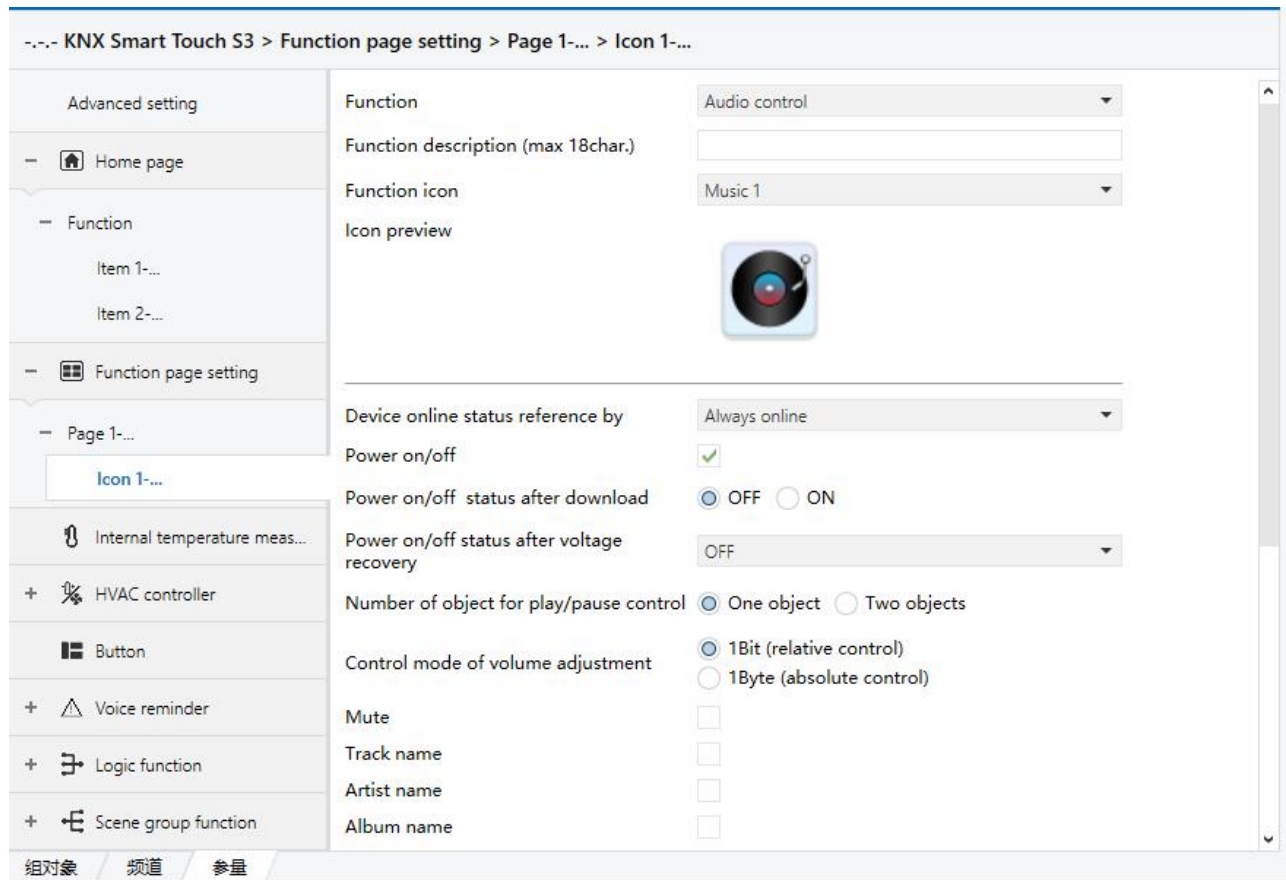 -.-.- KNX Smart Touch S3 > Function page setting > Page 1-... > Icon 1-...
Advanced setting
Home page
Function
Item 1-...
Item 2-...
Function page setting
Page 1-...
Icon 1-...
Internal temperature meas...
HVAC controller
Button
Voice reminder
Logic function
Scene group function
Function
Audio control
Function description (max 18char.)
Function icon
Music 1
Icon preview
Device online status reference by
Always online
Power on/off
Power on/off status after download
OFF ON
Power on/off status after voltage
recovery
OFF
Number of object for play/pause control
One object Two objects
Control mode of volume adjustment
1Bit (relative control)
1Byte (absolute control)
Mute
Track name
Artist name
Album name
组对象 频道 参量